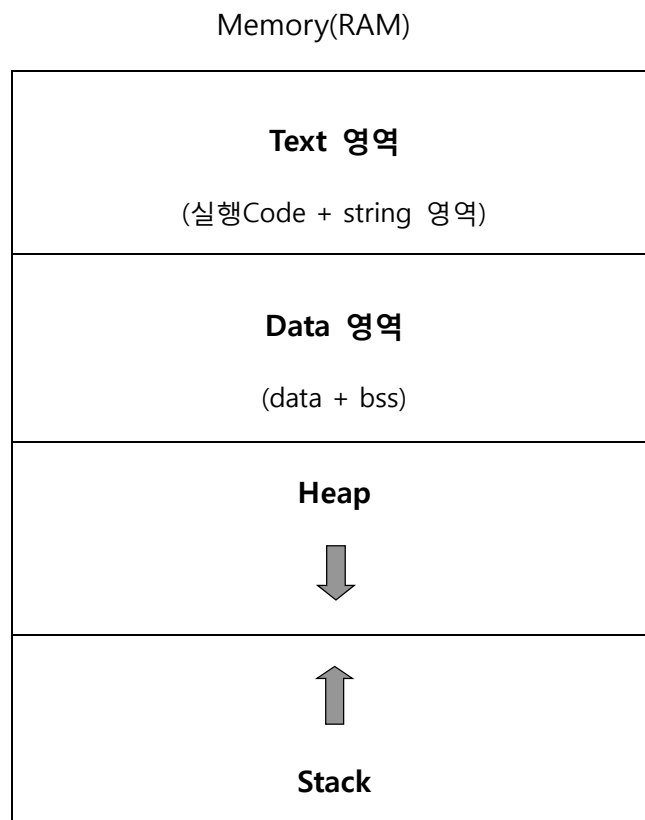 Memory(RAM)
Text 영역
(실행Code + string 영역)
Data 영역
(data + bss)
Heap
Stack